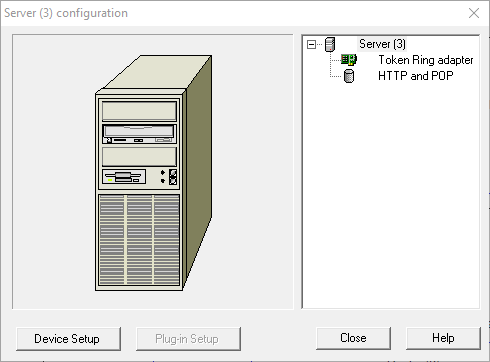 Server (3) configuration
Server (3)
Token Ring adapter
HTTP and POP
Device Setup
Plug-in Setup
Close
Help